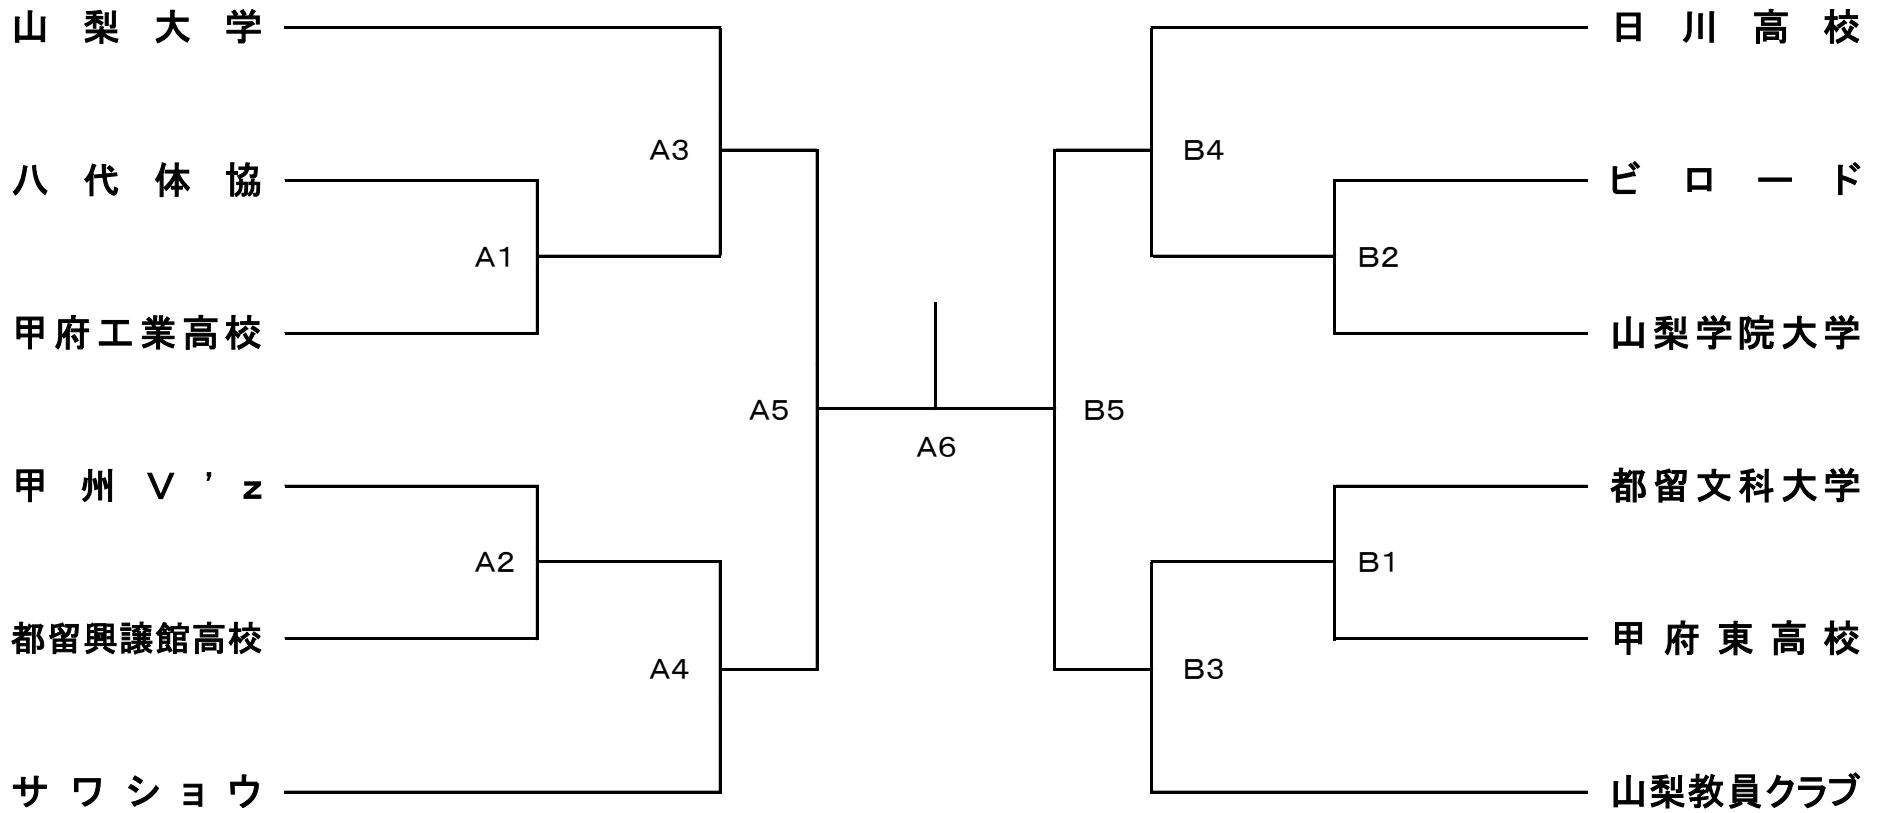 山梨大学
日川高校
A3
B4
八代体協
ビロード
A1
B2
甲府工業高校
山梨学院大学
A5
B5
A6
甲州V’z
都留文科大学
A2
B1
都留興譲館高校
甲府東高校
A4
B3
サワショウ
山梨教員クラブ